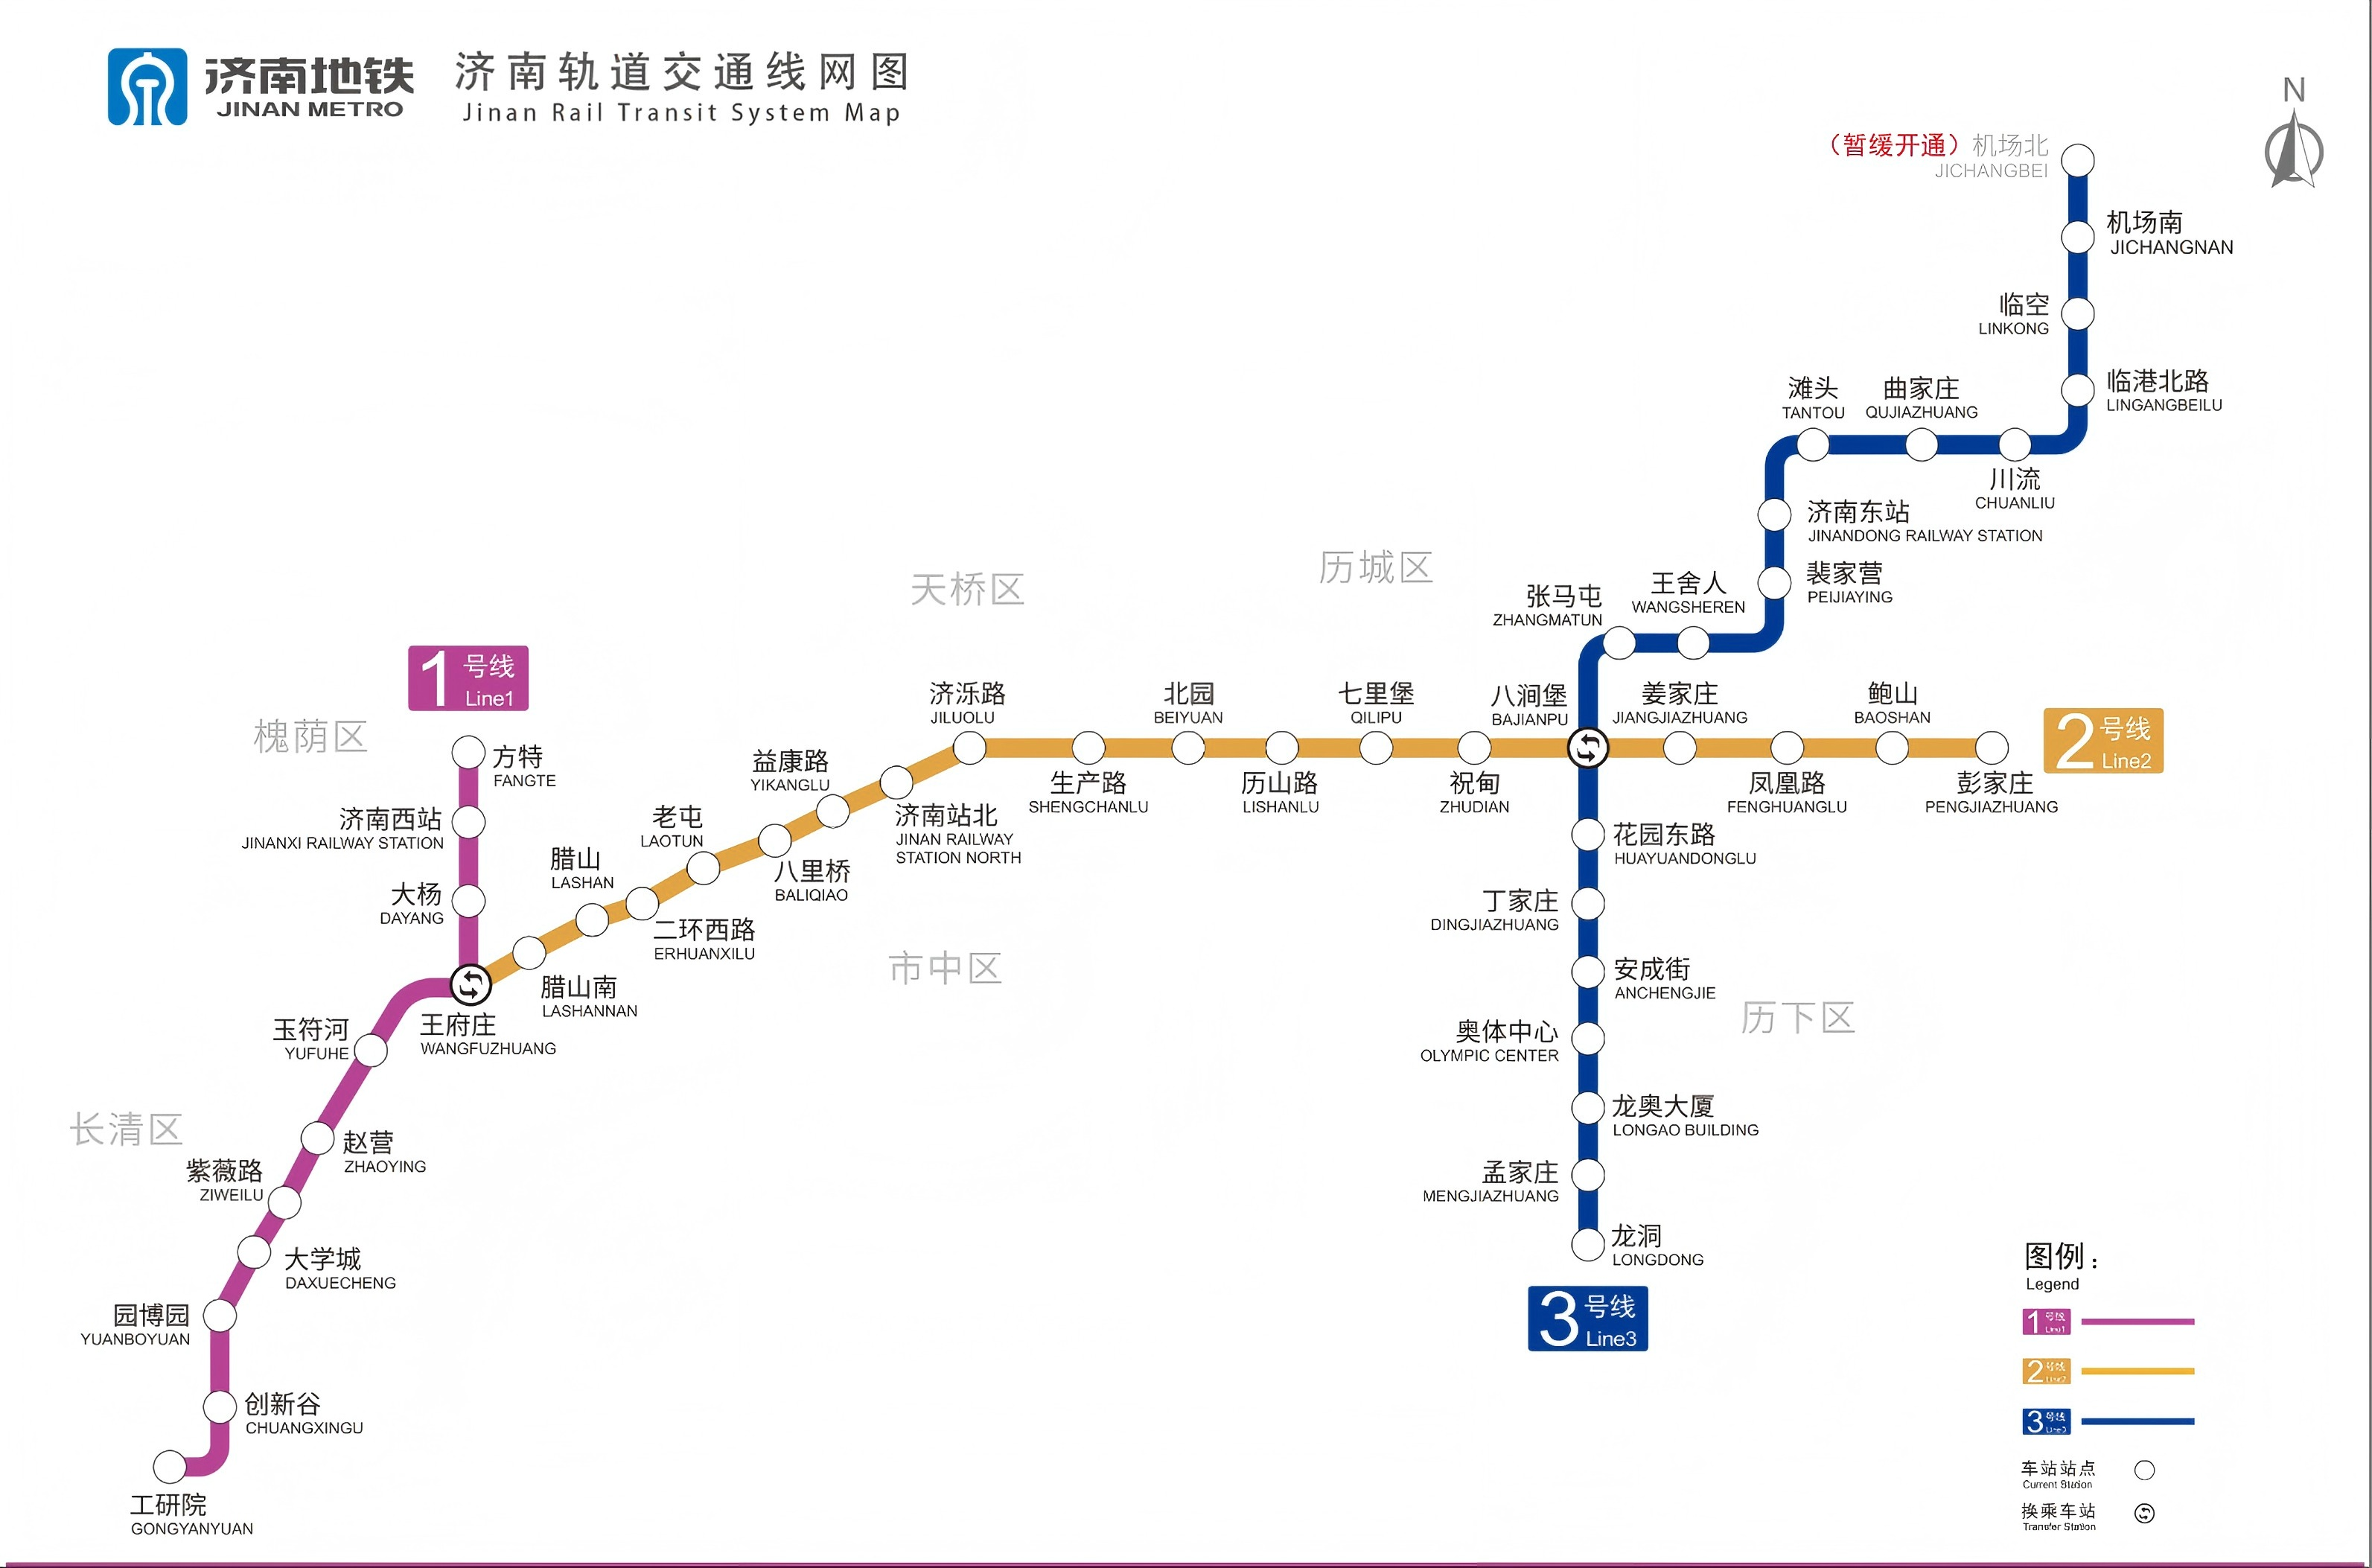 济南地铁
JINAN METRO
济南轨道交通线网图
Jinan Rail Transit System Map
N
（暂缓开通）机场北
JICHANGBEI
机场南
JICHANGNAN
临空
LINKONG
临港北路
LINGANGBEILU
滩头
TANTOU
曲家庄
QUJIAZHUANG
川流
CHUANLIU
济南东站
JINANDONG RAILWAY STATION
裴家营
PEIJIAYING
王舍人
WANGSHEREN
张马屯
ZHANGMATUN
历城区
天桥区
槐荫区
1号线
Line1
方特
FANGTE
济南西站
JINANXI RAILWAY STATION
大杨
DAYANG
王府庄
WANGFUZHUANG
腊山南
LASHANNAN
腊山
LASHAN
二环西路
ERHUANXILU
老屯
LAOTUN
八里桥
BALIQIAO
益康路
YIKANGLU
济南站北
JINAN RAILWAY
STATION NORTH
济泺路
JILUOLU
生产路
SHENGCHANLU
北园
BEIYUAN
历山路
LISHANLU
七里堡
QILIPU
祝甸
ZHUDIAN
八涧堡
BAJIANPU
姜家庄
JIANGJIAZHUANG
凤凰路
FENGHUANGLU
鲍山
BAOSHAN
彭家庄
PENGJIAZHUANG
2号线
Line2
花园东路
HUAYUANDONGLU
丁家庄
DINGJIAZHUANG
安成街
ANCHENGJIE
奥体中心
OLYMPIC CENTER
龙奥大厦
LONGAO BUILDING
孟家庄
MENGJIAZHUANG
龙洞
LONGDONG
3号线
Line3
市中区
历下区
长清区
玉符河
YUFUHE
赵营
ZHAOYING
紫薇路
ZIWEILU
大学城
DAXUECHENG
园博园
YUANBOYUAN
创新谷
CHUANGXINGU
工研院
GONGYANYUAN
图例：
Legend
1号线
Line1
2号线
Line2
3号线
Line3
车站站点
Current Station
换乘车站
Transfer Station